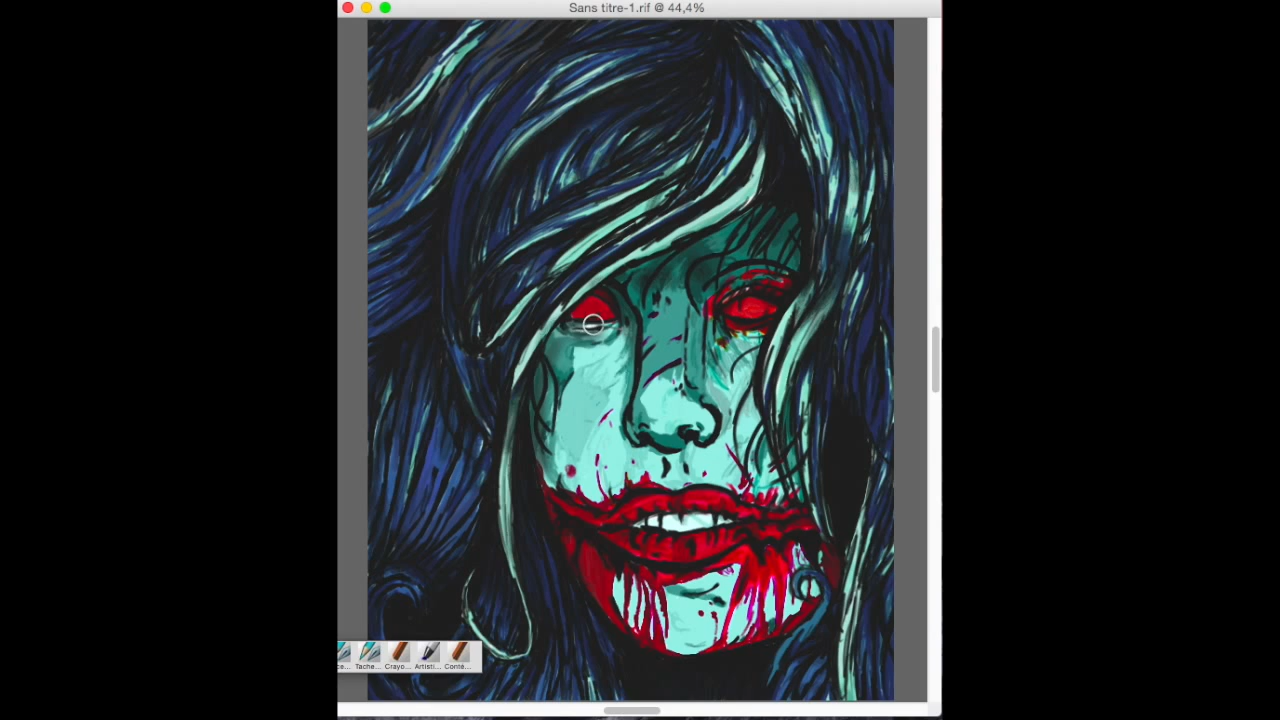 Sans titre-1.rif @ 44,4%
Tache... Crayo... Artisti... Conté...